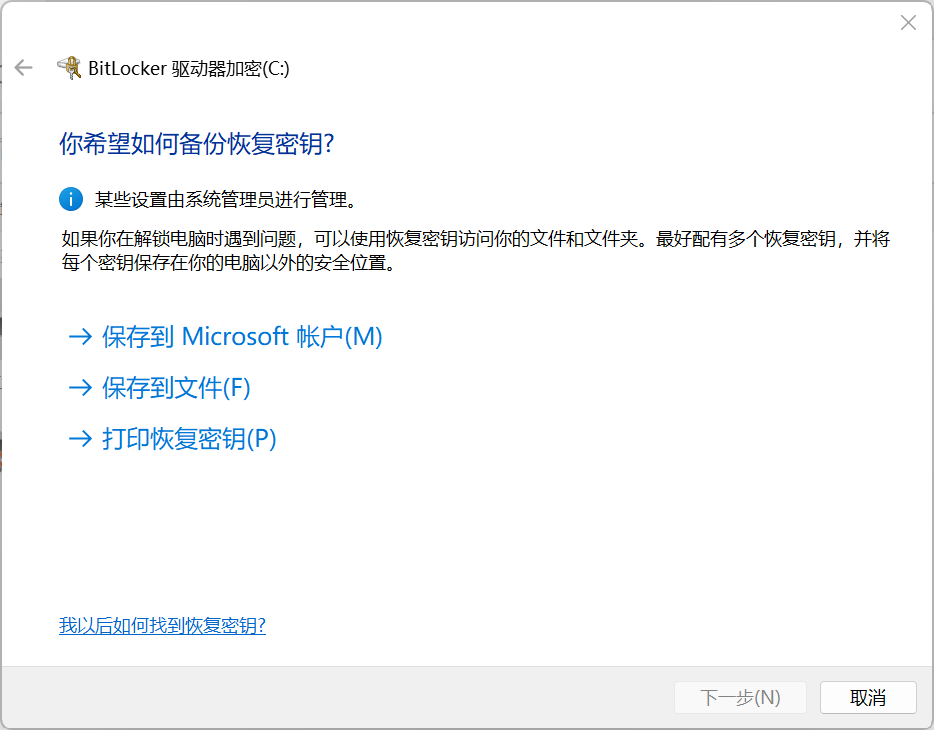 BitLocker 驱动器加密(C:)
你希望如何备份恢复密钥?
某些设置由系统管理员进行管理。
如果你在解锁电脑时遇到问题，可以使用恢复密钥访问你的文件和文件夹。最好配有多个恢复密钥，并将
每个密钥保存在你的电脑以外的安全位置。
保存到 Microsoft 帐户(M)
保存到文件(F)
打印恢复密钥(P)
我以后如何找到恢复密钥?
下一步(N)
取消